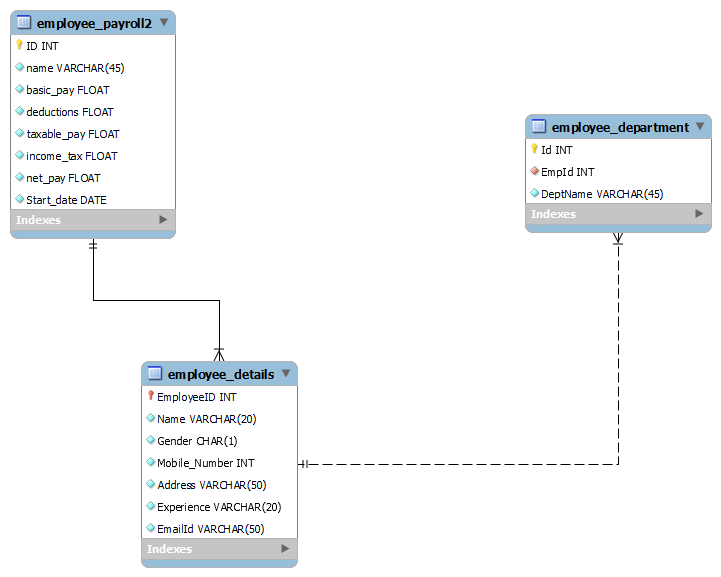 employee_payroll2
ID INT
name VARCHAR(45)
basic_pay FLOAT
deductions FLOAT
taxable_pay FLOAT
income_tax FLOAT
net_pay FLOAT
Start_date DATE
Indexes
employee_department
Id INT
EmpId INT
DeptName VARCHAR(45)
Indexes
employee_details
EmployeeID INT
Name VARCHAR(20)
Gender CHAR(1)
Mobile_Number INT
Address VARCHAR(50)
Experience VARCHAR(20)
EmailId VARCHAR(50)
Indexes